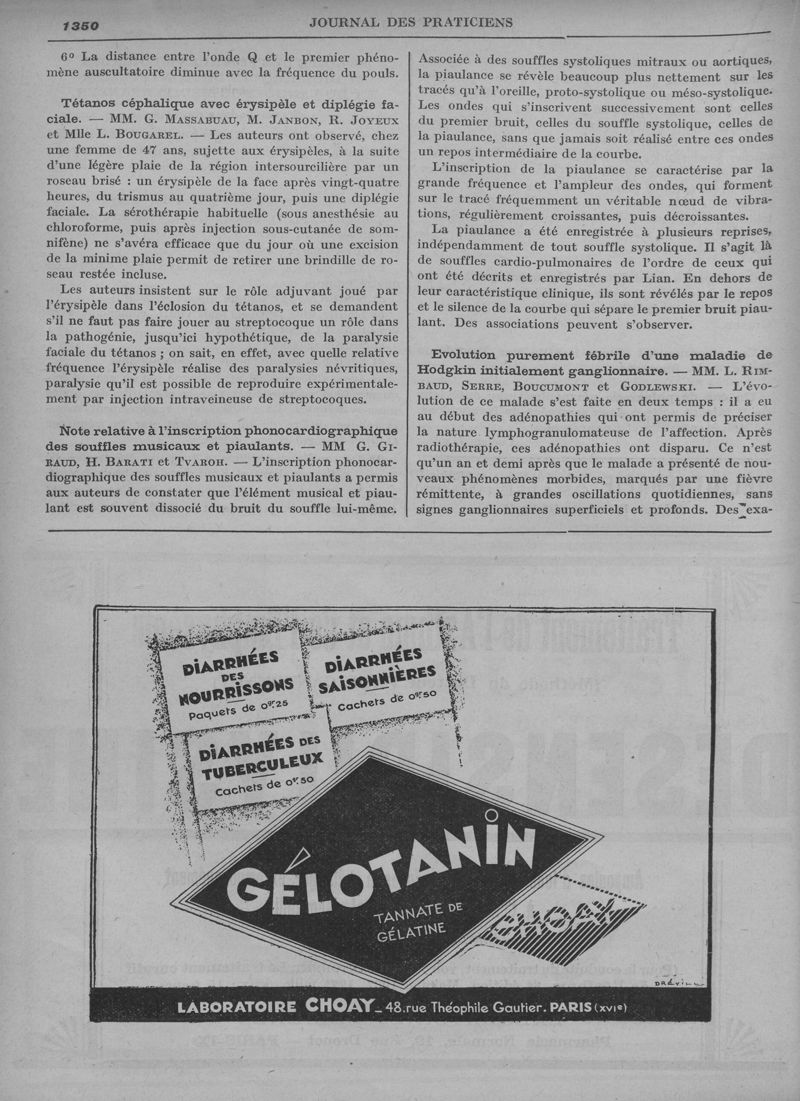 1350
JOURNAL DES PRATICIENS
6º La distance entre l'onde Q et le premier phéno-
mène auscultatoire diminue avec la fréquence du pouls.
Tétanos céphalique avec érysipèle et diplégie fa-
ciale. — MM. G. MASSABUAU, M. JANBON, R. JOYEUX
et Mlle L. BOUGAREL. — Les auteurs ont observé, chez
une femme de 47 ans, sujette aux érysipèles, à la suite
d'une légère plaie de la région intersourcilière par un
roseau brisé : un érysipèle de la face après vingt-quatre
heures, du trismus au quatrième jour, puis une diplégie
faciale. La sérothérapie habituelle (sous anesthésie au
chloroforme, puis après injection sous-cutanée de som-
nifène) ne s'avéra efficace que du jour où une excision
de la minime plaie permit de retirer une brindille de ro-
seau restée incluse.
Les auteurs insistent sur le rôle adjuvant joué par
l'érysipèle dans l'éclosion du tétanos, et se demandent
s'il ne faut pas faire jouer au streptocoque un rôle dans
la pathogénie, jusqu'ici hypothétique, de la paralysie
faciale du tétanos ; on sait, en effet, avec quelle relative
fréquence l'érysipèle réalise des paralysies névritiques,
paralysie qu'il est possible de reproduire expérimentale-
ment par injection intraveineuse de streptocoques.
Note relative à l'inscription phonocardiographique
des souffles musicaux et piaulants. — MM G. GI-
RAUD, H. BARATI et TVAROH. — L'inscription phonocar-
diographique des souffles musicaux et piaulants a permis
aux auteurs de constater que l'élément musical et piau-
lant est souvent dissocié du bruit du souffle lui-même.
Associée à des souffles systoliques mitraux ou aortiques,
la piaulance se révèle beaucoup plus nettement sur les
tracés qu'à l'oreille, proto-systolique ou méso-systolique.
Les ondes qui s'inscrivent successivement sont celles
du premier bruit, celles du souffle systolique, celles de
la piaulance, sans que jamais soit réalisé entre ces ondes
un repos intermédiaire de la courbe.
L'inscription de la piaulance se caractérise par la
grande fréquence et l'ampleur des ondes, qui forment
sur le tracé fréquemment un véritable nœud de vibra-
tions, régulièrement croissantes, puis décroissantes.
La piaulance a été enregistrée à plusieurs reprises,
indépendamment de tout souffle systolique. Il s'agit là
de souffles cardio-pulmonaires de l'ordre de ceux qui
ont été décrits et enregistrés par Lian. En dehors de
leur caractéristique clinique, ils sont révélés par le repos
et le silence de la courbe qui sépare le premier bruit piau-
lant. Des associations peuvent s'observer.
Evolution purement fébrile d'une maladie de
Hodgkin initialement ganglionnaire. — MM. L. RIM-
BAUD, SERRE, BOUCUMONT et GODLEWSKI. — L'évo-
lution de ce malade s'est faite en deux temps : il a eu
au début des adénopathies qui ont permis de préciser
la nature lymphogranulomateuse de l'affection. Après
radiothérapie, ces adénopathies ont disparu. Ce n'est
qu'un an et demi après que le malade a présenté de nou-
veaux phénomènes morbides, marqués par une fièvre
rémittente, à grandes oscillations quotidiennes, sans
signes ganglionnaires superficiels et profonds. Des exa-
DIARRHÉES
DES
NOURRISSONS
Paquets de 0gr.25
DIARRHÉES
SAISONNIÈRES
Cachets de 0gr.50
DIARRHÉES DES
TUBERCULEUX
Cachets de 0gr.50
GÉLOTANIN
TANNATE DE
GÉLATINE
CHOAY
LABORATOIRE CHOAY_48.rue Théophile Gautier. PARIS (XVIe)